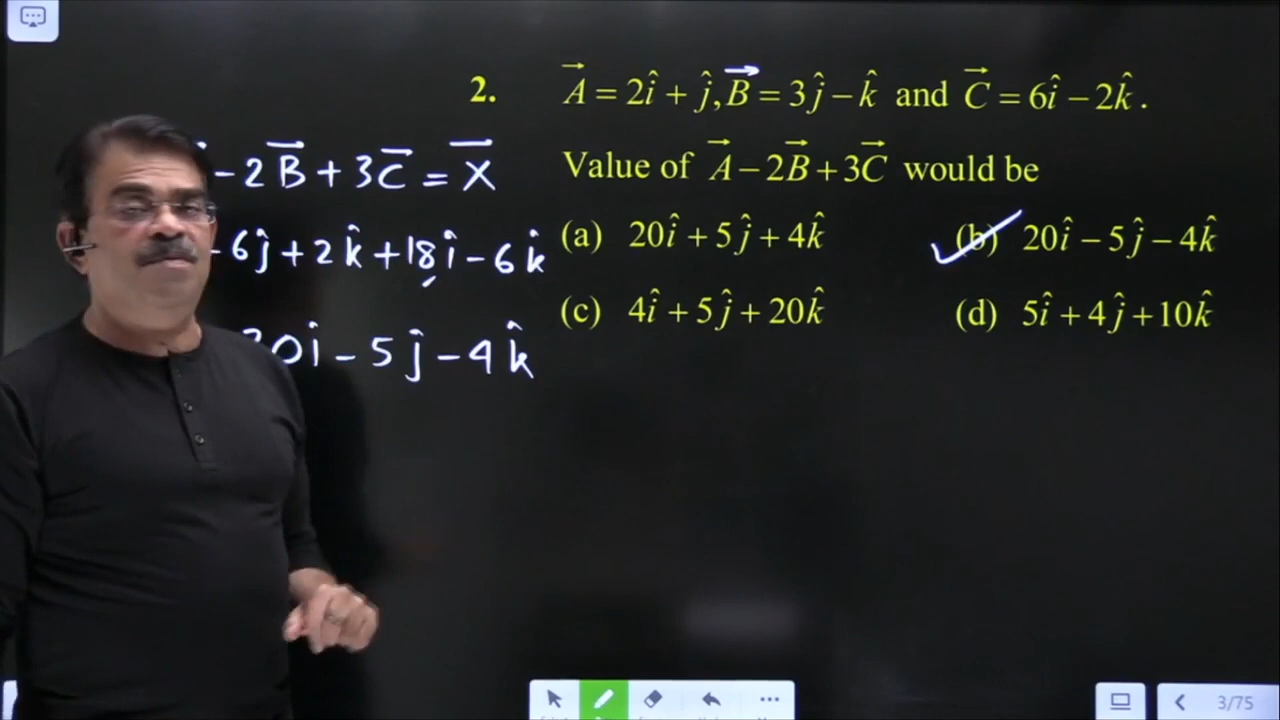 2. A⃗ = 2î + ĵ, B⃗ = 3ĵ − k̂ and C⃗ = 6î − 2k̂.
Value of A⃗ − 2B⃗ + 3C⃗ would be
(a) 20î + 5ĵ + 4k̂ (b) 20î − 5ĵ − 4k̂
(c) 4î + 5ĵ + 20k̂ (d) 5î + 4ĵ + 10k̂
− 2B̅ + 3C̅ = X̅
− 6ĵ + 2k̂ + 18î − 6k̂
20î − 5ĵ − 4k̂
3/75